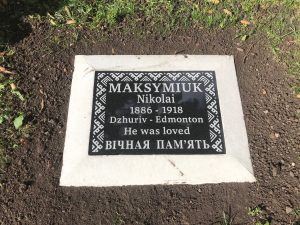 MAKSYMIUK
Nikolai
1886 - 1918
Dzhuriv - Edmonton
He was loved
ВІЧНАЯ ПАМ'ЯТЬ